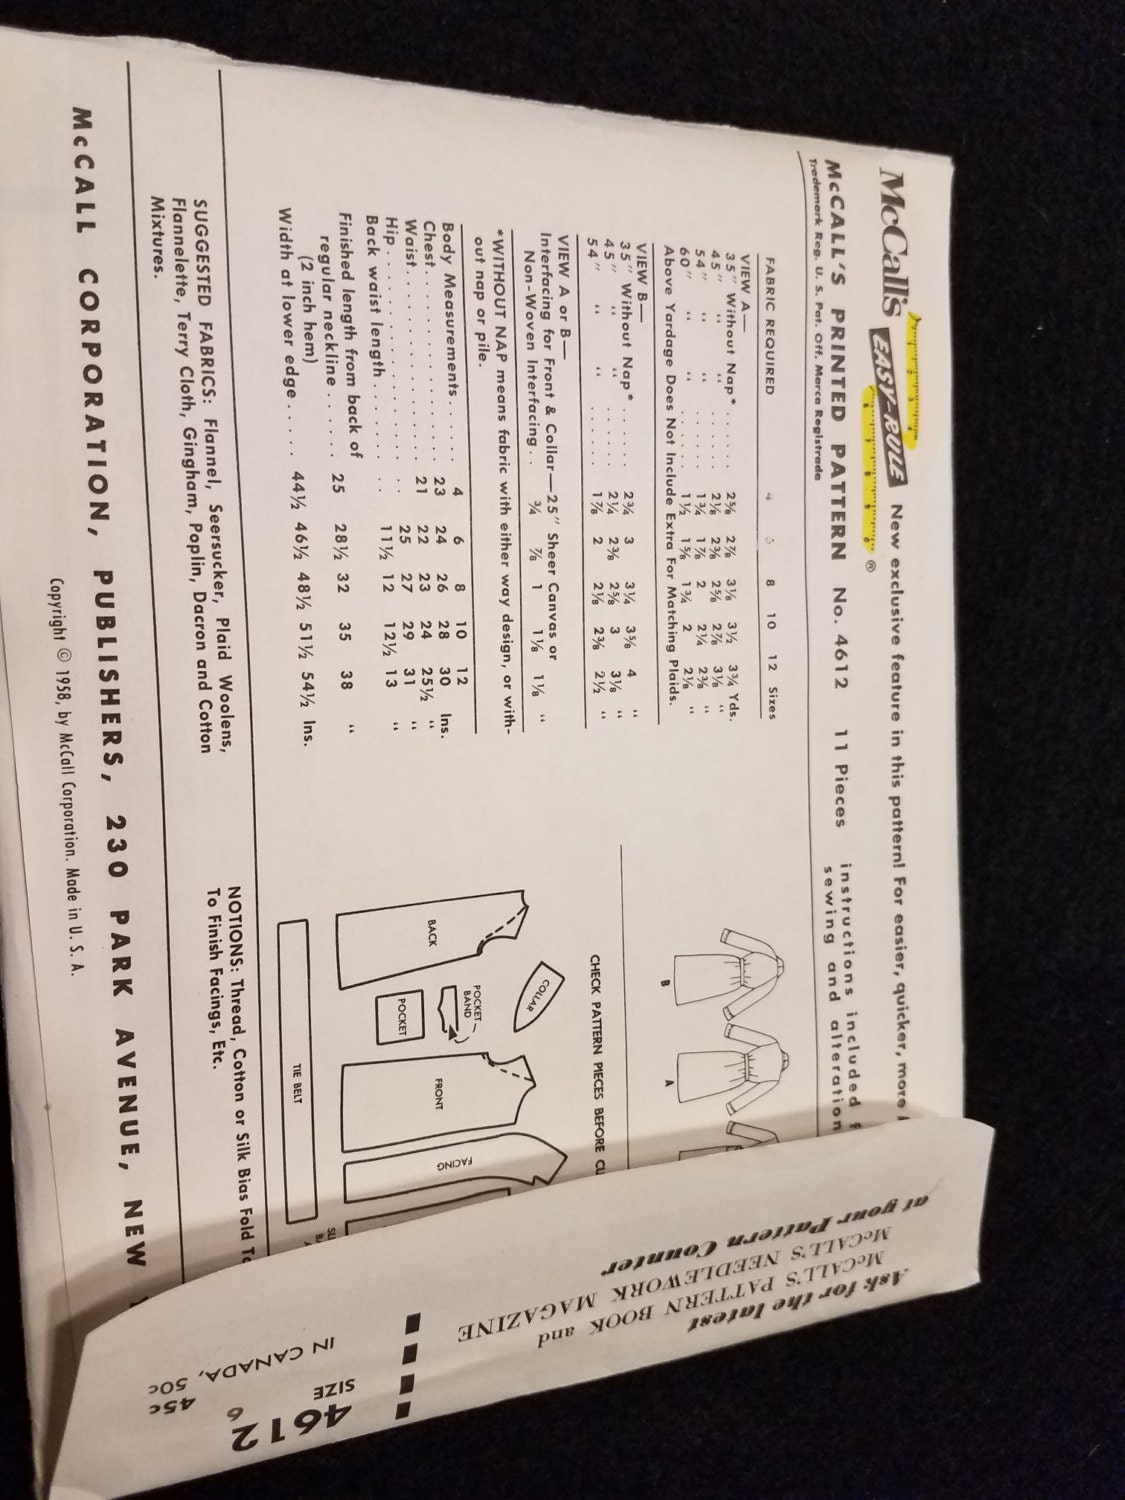 McCall's EASY-RULE ® New exclusive feature in this pattern! For easier, quicker, more
McCALL'S PRINTED PATTERN No. 4612 11 Pieces instructions included
Trademark Reg. U. S. Pat. Off. Marca Registrada sewing and alteration
FABRIC REQUIRED 4 6 8 10 12 Sizes
VIEW A—
35" Without Nap* ..... 2⅝ 2⅞ 3⅛ 3½ 3¾ Yds.
45" " " ..... 2⅛ 2⅜ 2⅝ 2⅞ 3⅛ "
54" " " ..... 1¾ 1⅞ 2 2¼ 2⅜ "
60" " " ..... 1½ 1⅝ 1¾ 2 2⅛ "
Above Yardage Does Not Include Extra For Matching Plaids.
VIEW B—
35" Without Nap* ..... 2¾ 3 3¼ 3⅝ 4 "
45" " " ..... 2¼ 2⅜ 2⅝ 3 3⅛ "
54" " " ..... 1⅞ 2 2⅛ 2⅜ 2½ "
VIEW A or B—
Interfacing for Front & Collar—25" Sheer Canvas or
Non-Woven Interfacing.. ¾ ⅞ 1 1⅛ 1⅛ "
*WITHOUT NAP means fabric with either way design, or with-
out nap or pile.
Body Measurements..... 4 6 8 10 12
Chest............ 23 24 26 28 30 Ins.
Waist............ 21 22 23 24 25½ "
Hip............. .. 25 27 29 31 "
Back waist length...... .. 11½ 12 12½ 13 "
Finished length from back of
regular neckline...... 25 28½ 32 35 38 "
(2 inch hem)
Width at lower edge.... 44½ 46½ 48½ 51½ 54½ Ins.
B
A
CHECK PATTERN PIECES BEFORE CU
COLLAR
BACK
POCKET BAND
POCKET
FRONT
FACING
TIE BELT
SUGGESTED FABRICS: Flannel, Seersucker, Plaid Woolens,
Flannelette, Terry Cloth, Gingham, Poplin, Dacron and Cotton
Mixtures.
NOTIONS: Thread, Cotton or Silk Bias Fold
To Finish Facings, Etc.
McCALL CORPORATION, PUBLISHERS, 230 PARK AVENUE, NEW
Copyright © 1958, by McCall Corporation. Made in U. S. A.
Ask for the latest
McCALL'S PATTERN BOOK and
McCALL'S NEEDLEWORK MAGAZINE
at your Pattern Counter
4612
SIZE 6
45c
IN CANADA, 50c